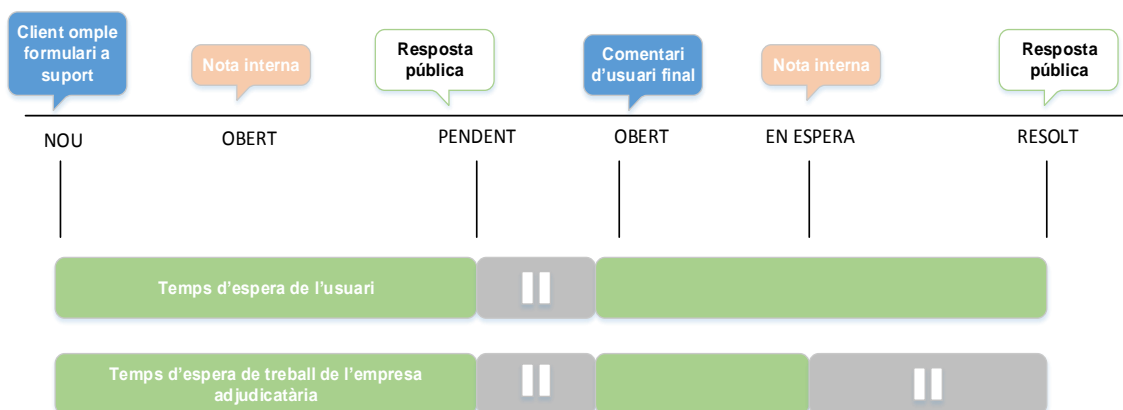 Client omple
formulari a
suport
Nota interna
Resposta
pública
Comentari
d'usuari final
Nota interna
Resposta
pública
NOU
OBERT
PENDENT
OBERT
EN ESPERA
RESOLT
Temps d'espera de l'usuari
Temps d'espera de treball de l'empresa
adjudicatària